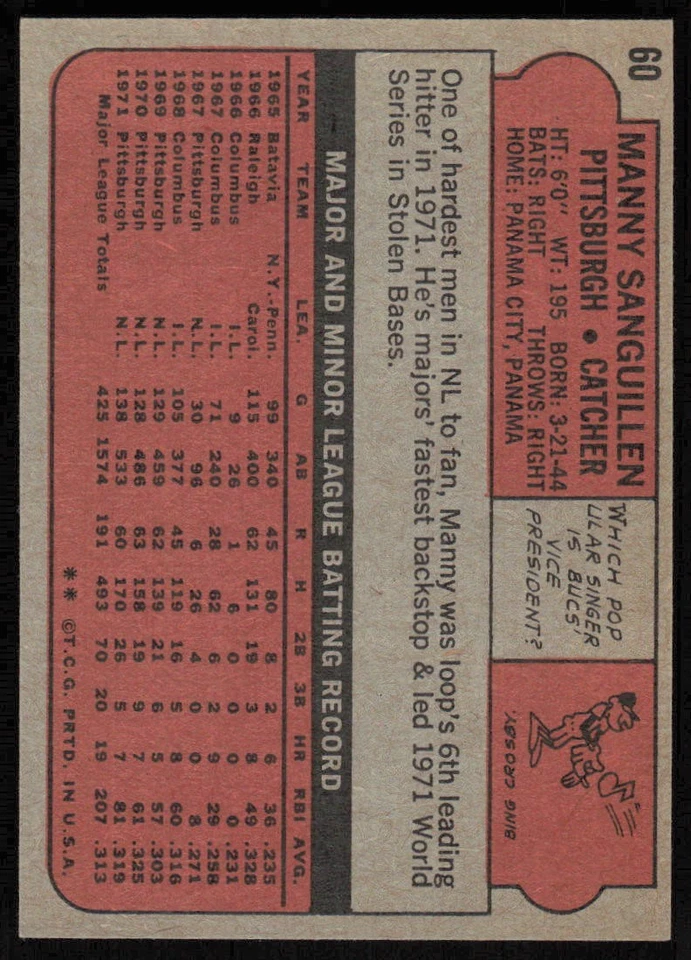 60
MANNY SANGUILLEN
PITTSBURGH • CATCHER
HT: 6'0" WT: 195 BORN: 3-21-44
BATS: RIGHT THROWS: RIGHT
HOME: PANAMA CITY, PANAMA
WHICH POP
ULAR SINGER
IS BUCS'
VICE
PRESIDENT?
BING CROSBY.
One of hardest men in NL to fan, Manny was loop's 6th leading
hitter in 1971. He's majors' fastest backstop & led 1971 World
Series in Stolen Bases.
MAJOR AND MINOR LEAGUE BATTING RECORD
YEAR TEAM LEA. G AB R H 2B 3B HR RBI AVG.
1965 Batavia N.Y.-Penn. 99 340 45 80 8 2 6 36 .235
1966 Raleigh Carol. 115 400 62 131 19 3 8 49 .328
1966 Columbus I.L. 9 26 1 6 0 0 0 0 .231
1967 Columbus I.L. 71 240 28 62 6 2 9 29 .258
1967 Pittsburgh N.L. 30 96 6 26 4 0 0 8 .271
1968 Columbus I.L. 105 377 45 119 16 5 8 60 .316
1969 Pittsburgh N.L. 129 459 62 139 21 6 5 57 .303
1970 Pittsburgh N.L. 128 486 63 158 19 9 7 61 .325
1971 Pittsburgh N.L. 138 533 60 170 26 5 7 81 .319
Major League Totals 425 1574 191 493 70 20 19 207 .313
** ©T.C.G. PRTD. IN U.S.A.